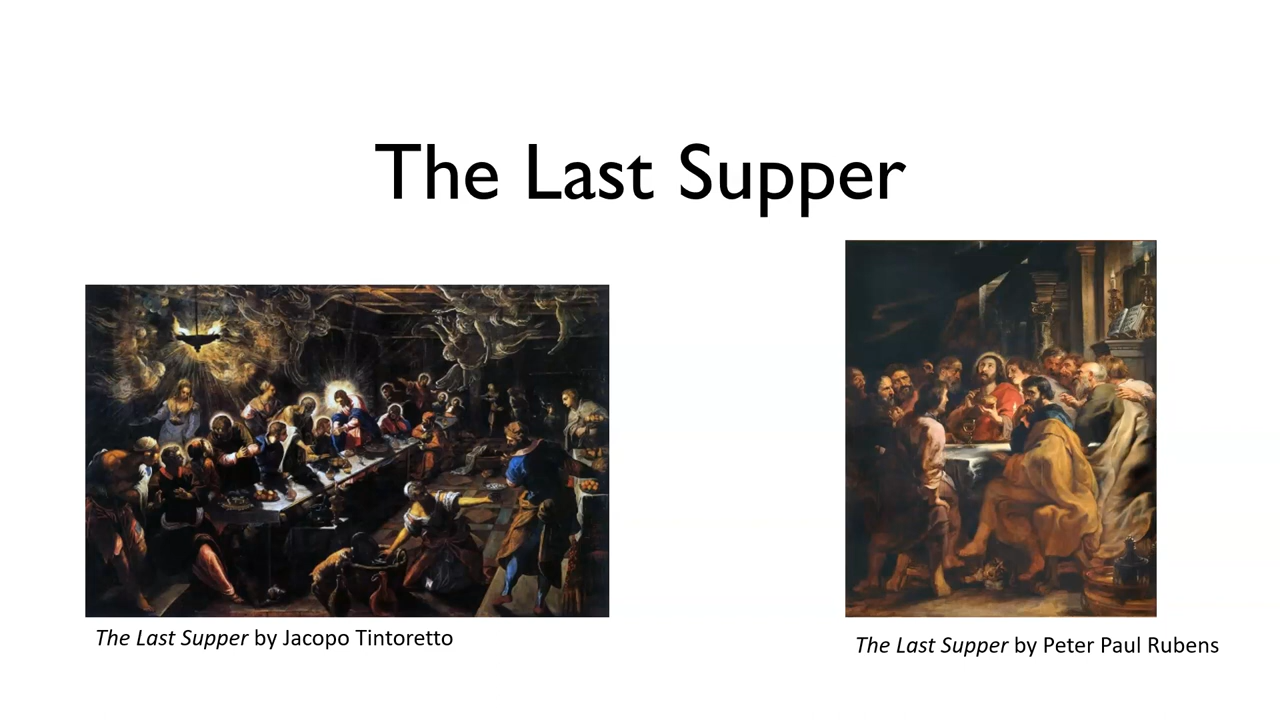 The Last Supper
The Last Supper by Jacopo Tintoretto
The Last Supper by Peter Paul Rubens